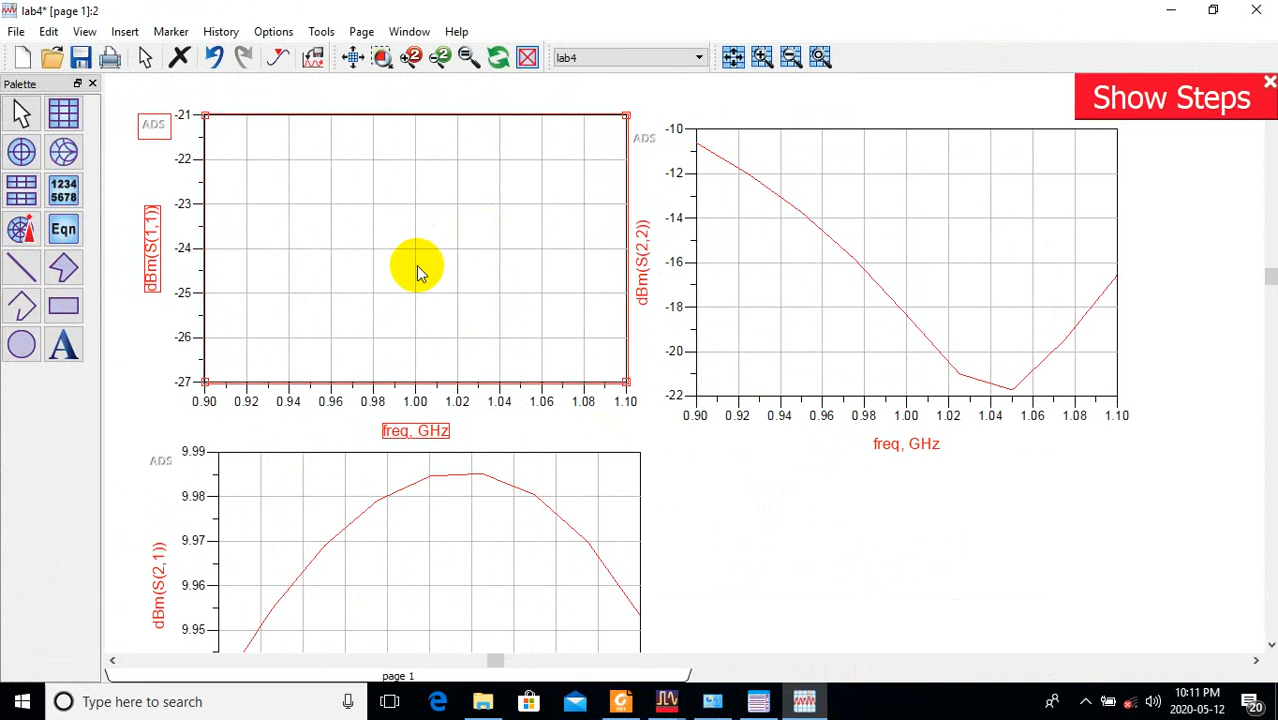 lab4* [page 1]:2
File Edit View Insert Marker History Options Tools Page Window Help
lab4
Show Steps
Palette
1234
5678
Eqn
A
ADS
-21
-22
-23
-24
-25
-26
-27
dBm(S(1,1))
0.90 0.92 0.94 0.96 0.98 1.00 1.02 1.04 1.06 1.08 1.10
freq, GHz
ADS
-10
-12
-14
-16
-18
-20
-22
dBm(S(2,2))
0.90 0.92 0.94 0.96 0.98 1.00 1.02 1.04 1.06 1.08 1.10
freq, GHz
ADS
9.99
9.98
9.97
9.96
9.95
dBm(S(2,1))
page 1
Type here to search
10:11 PM
2020-05-12
20